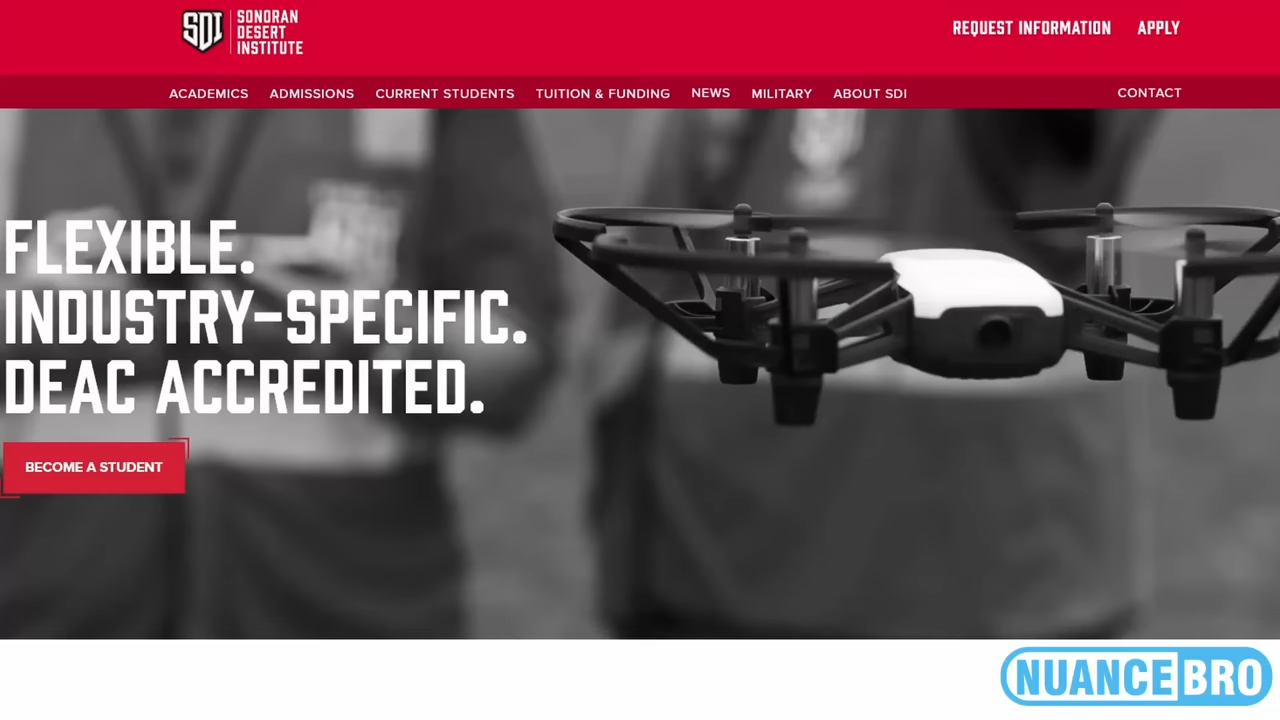 SDI
SONORAN
DESERT
INSTITUTE
REQUEST INFORMATION
APPLY
ACADEMICS
ADMISSIONS
CURRENT STUDENTS
TUITION & FUNDING
NEWS
MILITARY
ABOUT SDI
CONTACT
FLEXIBLE.
INDUSTRY-SPECIFIC.
DEAC ACCREDITED.
BECOME A STUDENT
NUANCEBRO